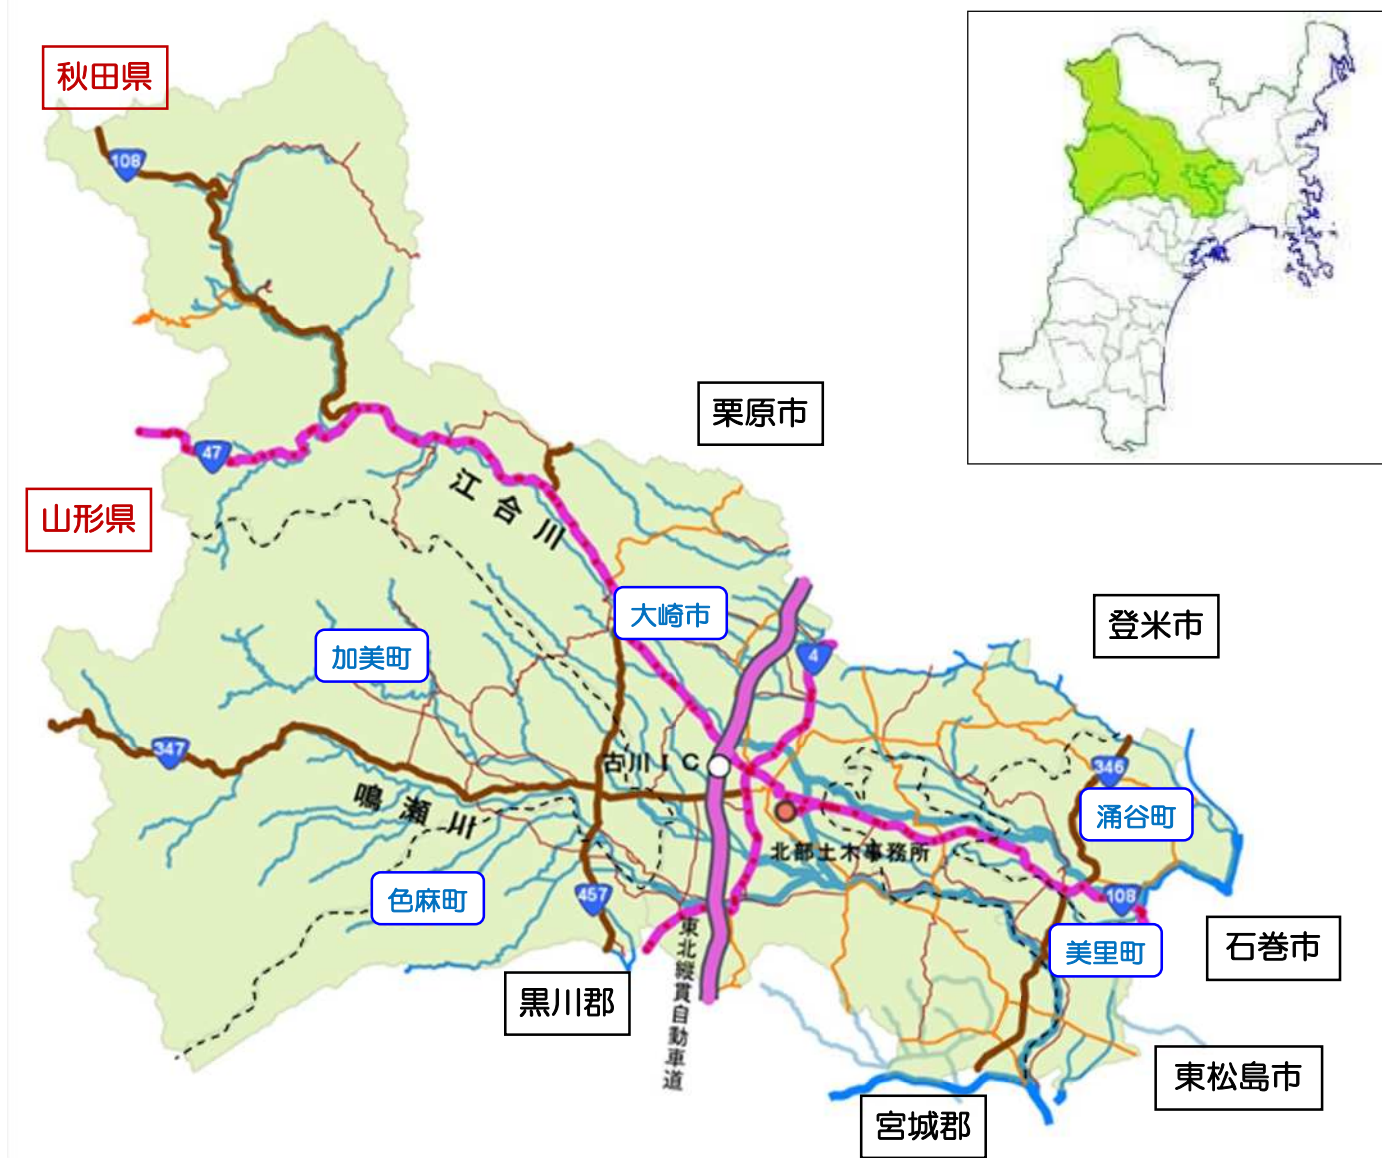 秋田県
108
栗原市
47
江合川
山形県
大崎市
登米市
加美町
4
347
古川IC
346
鳴瀬川
涌谷町
北部土木事務所
色麻町
457
108
東北縦貫自動車道
石巻市
美里町
黒川郡
東松島市
宮城郡